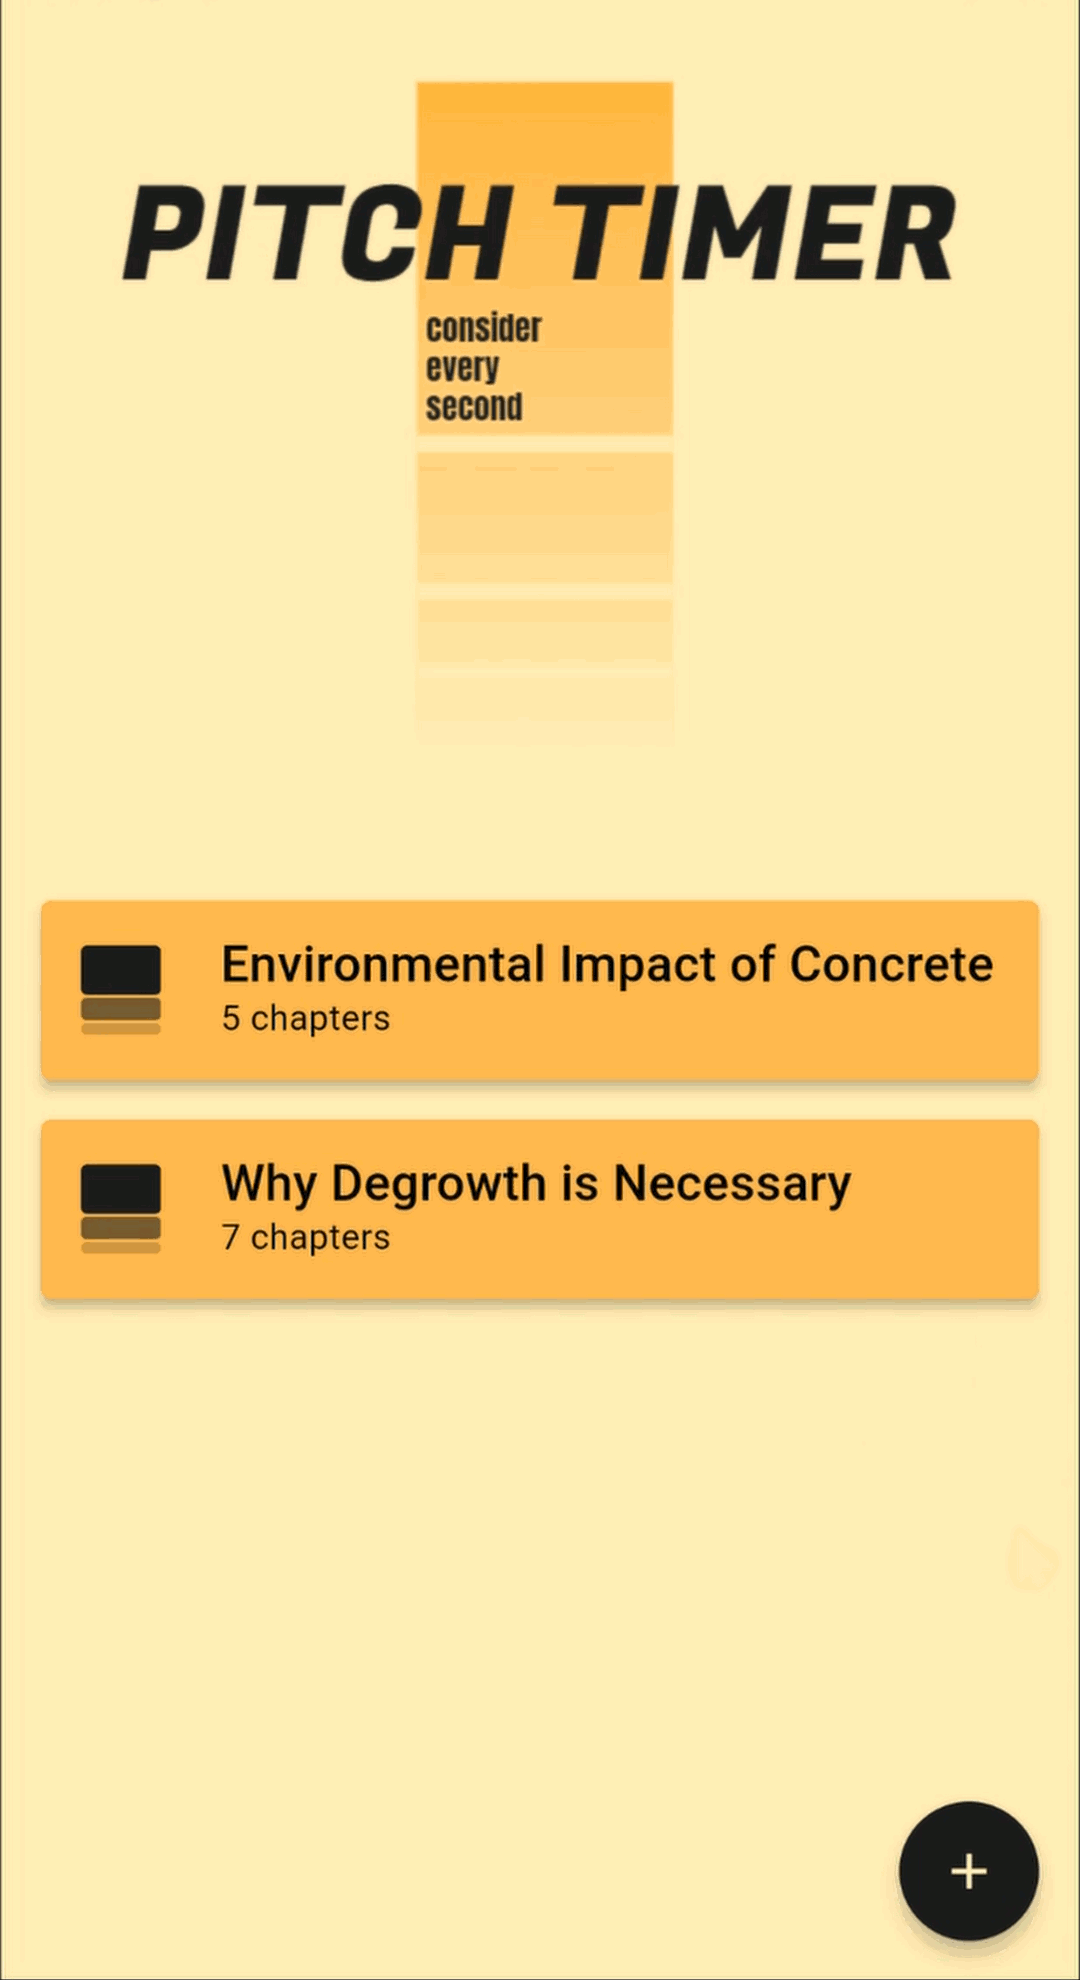 PITCH TIMER
consider
every
second
Environmental Impact of Concrete
5 chapters
Why Degrowth is Necessary
7 chapters
+